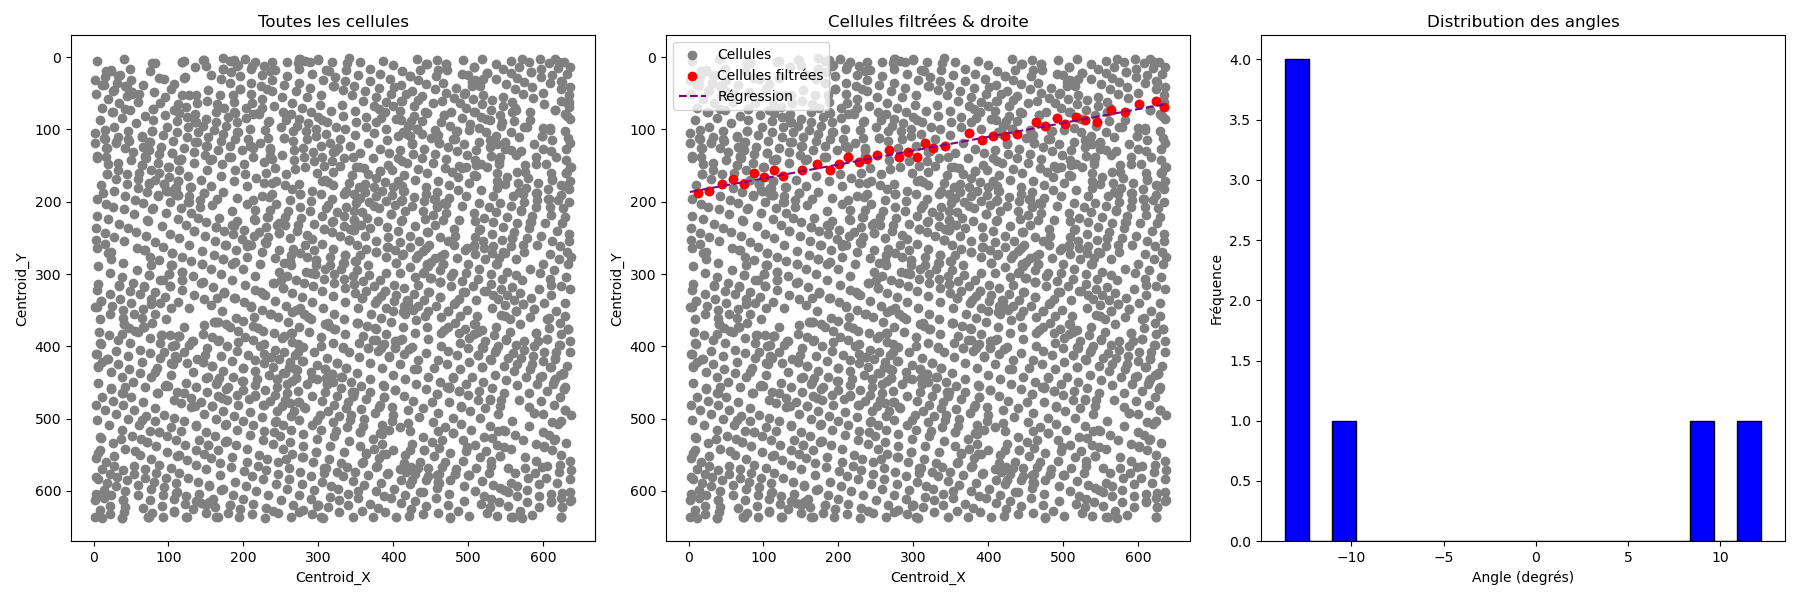 Toutes les cellules
0
100
200
300
400
500
600
Centroid_Y
0 100 200 300 400 500 600
Centroid_X
Cellules filtrées & droite
Cellules
Cellules filtrées
Régression
0
100
200
300
400
500
600
Centroid_Y
0 100 200 300 400 500 600
Centroid_X
Distribution des angles
4.0
3.5
3.0
2.5
2.0
1.5
1.0
0.5
0.0
Fréquence
−10 −5 0 5 10
Angle (degrés)